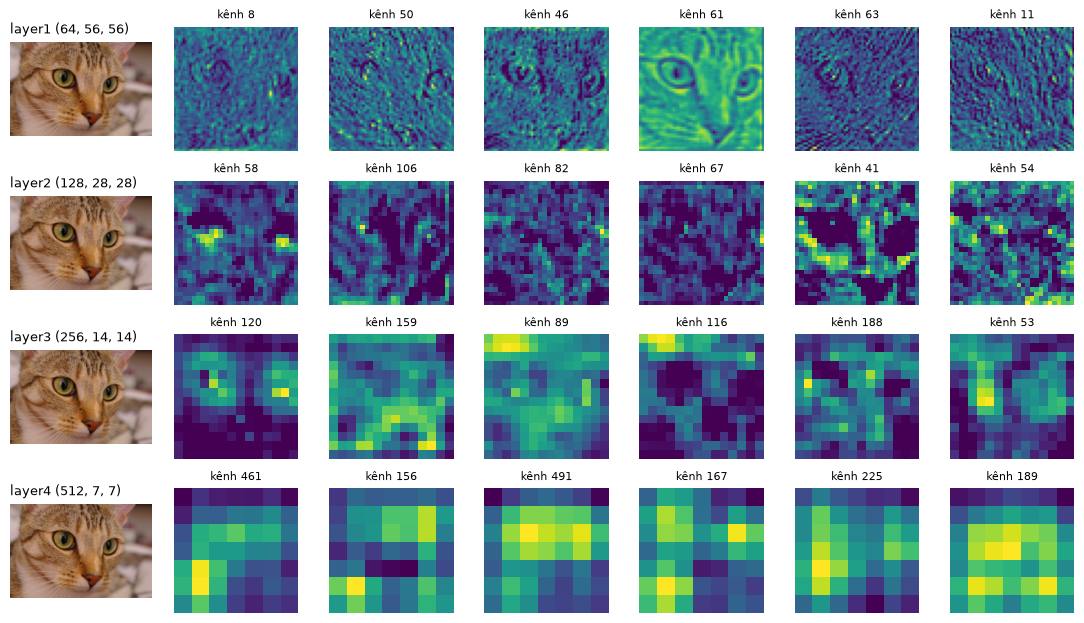 layer1 (64, 56, 56)
kênh 8
kênh 50
kênh 46
kênh 61
kênh 63
kênh 11
layer2 (128, 28, 28)
kênh 58
kênh 106
kênh 82
kênh 67
kênh 41
kênh 54
layer3 (256, 14, 14)
kênh 120
kênh 159
kênh 89
kênh 116
kênh 188
kênh 53
layer4 (512, 7, 7)
kênh 461
kênh 156
kênh 491
kênh 167
kênh 225
kênh 189